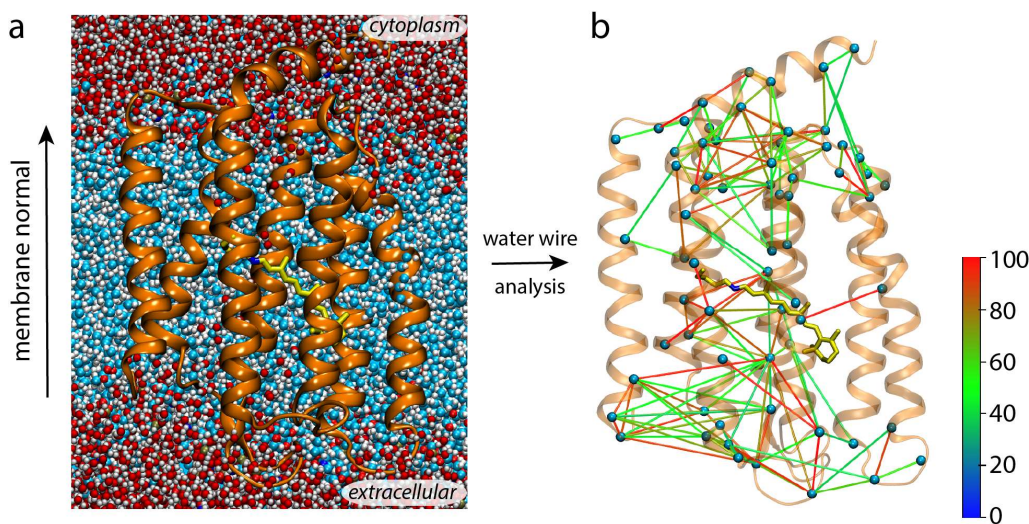 a
b
cytoplasm
membrane normal
extracellular
water wire
analysis
100
80
60
40
20
0